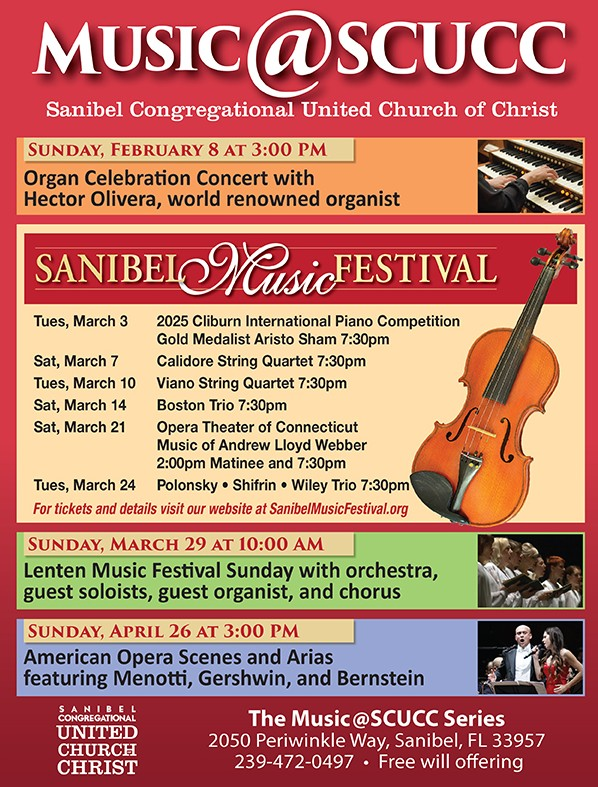 MUSIC@SCUCC
Sanibel Congregational United Church of Christ
SUNDAY, FEBRUARY 8 AT 3:00 PM
Organ Celebration Concert with
Hector Olivera, world renowned organist
SANIBEL Music FESTIVAL
Tues, March 3 2025 Cliburn International Piano Competition
Gold Medalist Aristo Sham 7:30pm
Sat, March 7 Calidore String Quartet 7:30pm
Tues, March 10 Viano String Quartet 7:30pm
Sat, March 14 Boston Trio 7:30pm
Sat, March 21 Opera Theater of Connecticut
Music of Andrew Lloyd Webber
2:00pm Matinee and 7:30pm
Tues, March 24 Polonsky • Shifrin • Wiley Trio 7:30pm
For tickets and details visit our website at SanibelMusicFestival.org
SUNDAY, MARCH 29 AT 10:00 AM
Lenten Music Festival Sunday with orchestra,
guest soloists, guest organist, and chorus
SUNDAY, APRIL 26 AT 3:00 PM
American Opera Scenes and Arias
featuring Menotti, Gershwin, and Bernstein
SANIBEL
CONGREGATIONAL
UNITED
CHURCH
OF
CHRIST
The Music@SCUCC Series
2050 Periwinkle Way, Sanibel, FL 33957
239-472-0497 • Free will offering